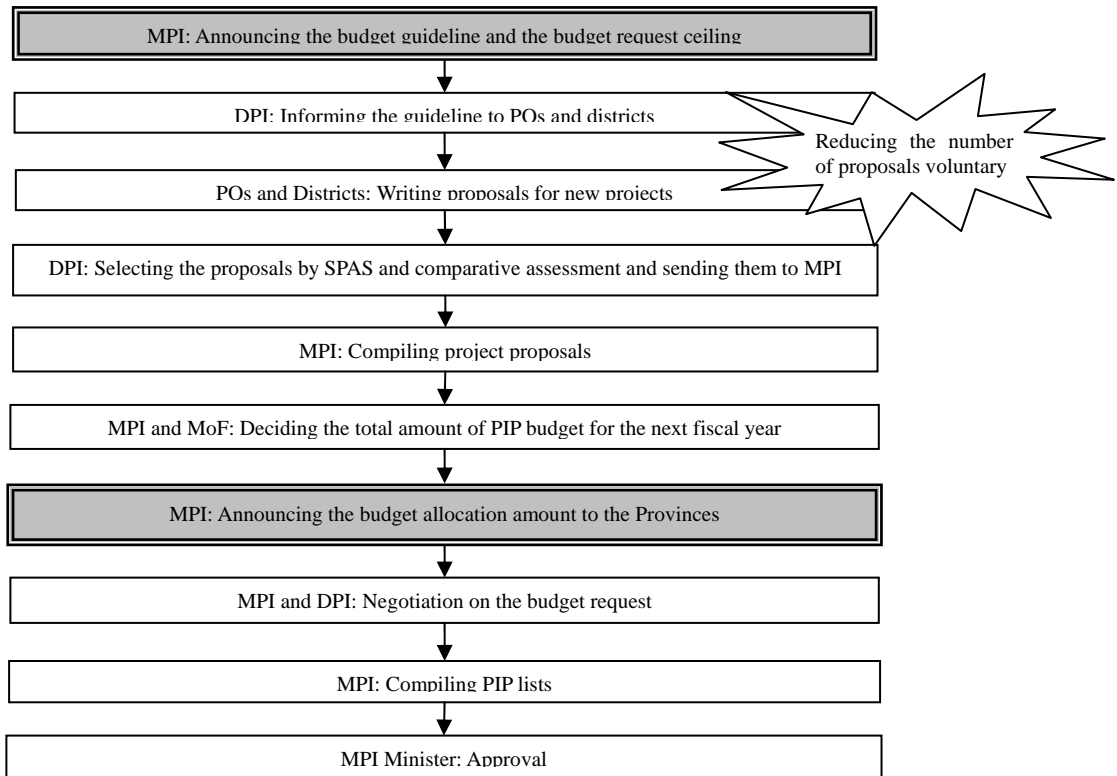 MPI: Announcing the budget guideline and the budget request ceiling
DPI: Informing the guideline to POs and districts
Reducing the number
of proposals voluntary
POs and Districts: Writing proposals for new projects
DPI: Selecting the proposals by SPAS and comparative assessment and sending them to MPI
MPI: Compiling project proposals
MPI and MoF: Deciding the total amount of PIP budget for the next fiscal year
MPI: Announcing the budget allocation amount to the Provinces
MPI and DPI: Negotiation on the budget request
MPI: Compiling PIP lists
MPI Minister: Approval